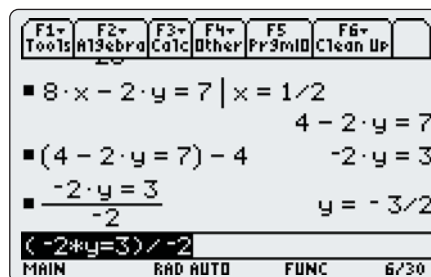 F1▾ F2▾ F3▾ F4▾ F5 F6▾
Tools Algebra Calc Other PrgmIO Clean Up
▪ 8·x − 2·y = 7 | x = 1/2
4 − 2·y = 7
▪ (4 − 2·y = 7) − 4 -2·y = 3
▪ -2·y = 3
-2
y = - 3/2
(-2*y=3)/-2
MAIN RAD AUTO FUNC 6/30